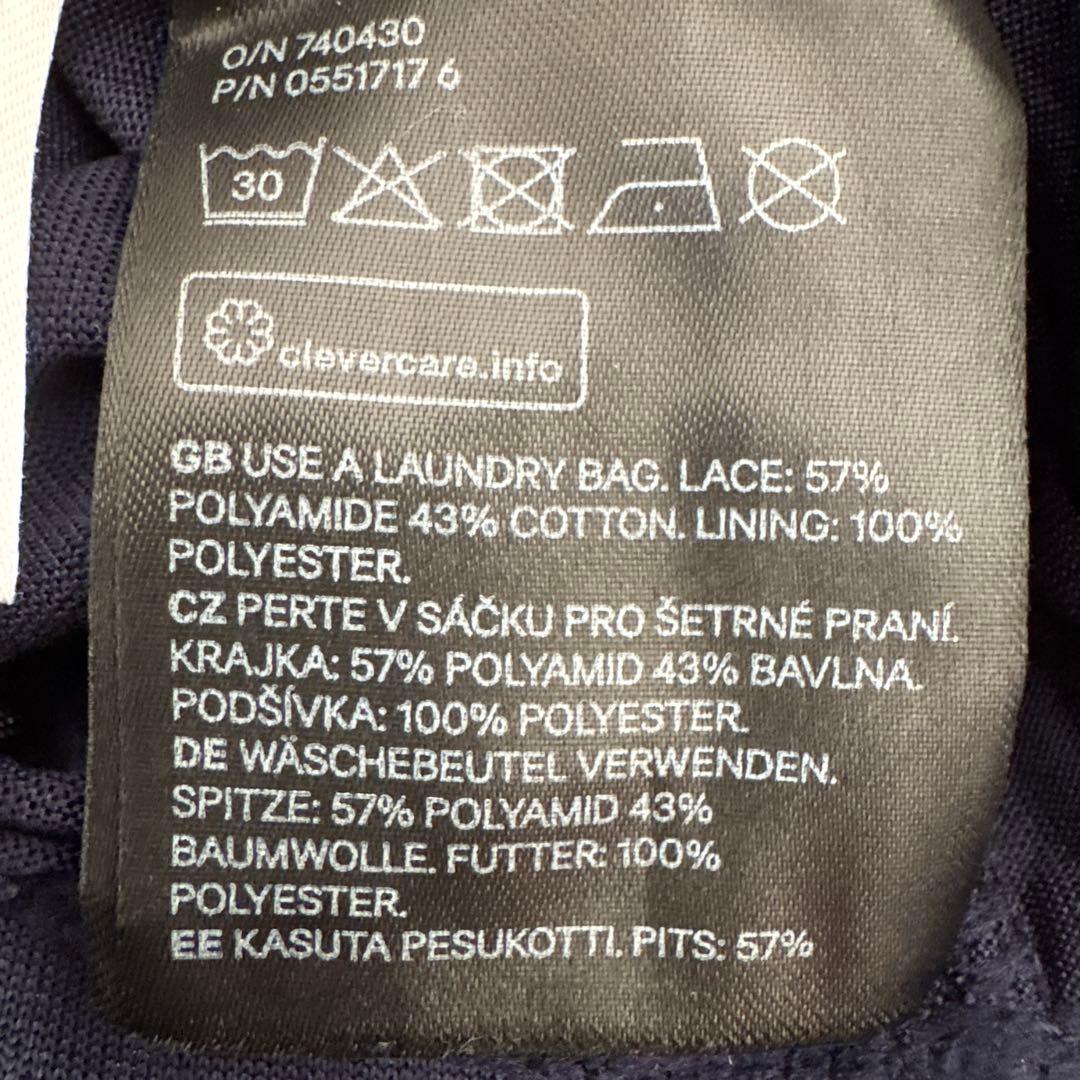 O/N 740430
P/N 0551717 6
30
clevercare.info
GB USE A LAUNDRY BAG. LACE: 57%
POLYAMIDE 43% COTTON. LINING: 100%
POLYESTER.
CZ PERTE V SÁČKU PRO ŠETRNÉ PRANÍ.
KRAJKA: 57% POLYAMID 43% BAVLNA.
PODŠÍVKA: 100% POLYESTER.
DE WÄSCHEBEUTEL VERWENDEN.
SPITZE: 57% POLYAMID 43%
BAUMWOLLE. FUTTER: 100%
POLYESTER.
EE KASUTA PESUKOTTI. PITS: 57%